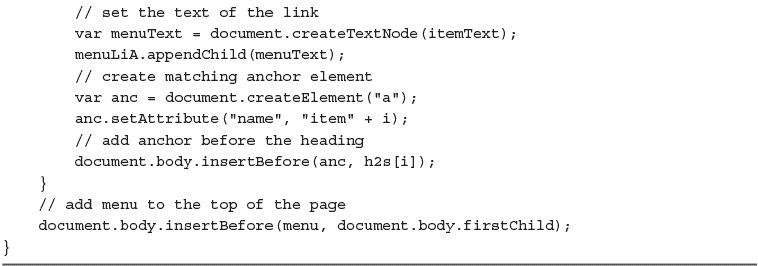 // set the text of the link
var menuText = document.createTextNode(itemText);
menuLiA.appendChild(menuText);
// create matching anchor element
var anc = document.createElement("a");
anc.setAttribute("name", "item" + i);
// add anchor before the heading
document.body.insertBefore(anc, h2s[i]);
}
// add menu to the top of the page
document.body.insertBefore(menu, document.body.firstChild);
}